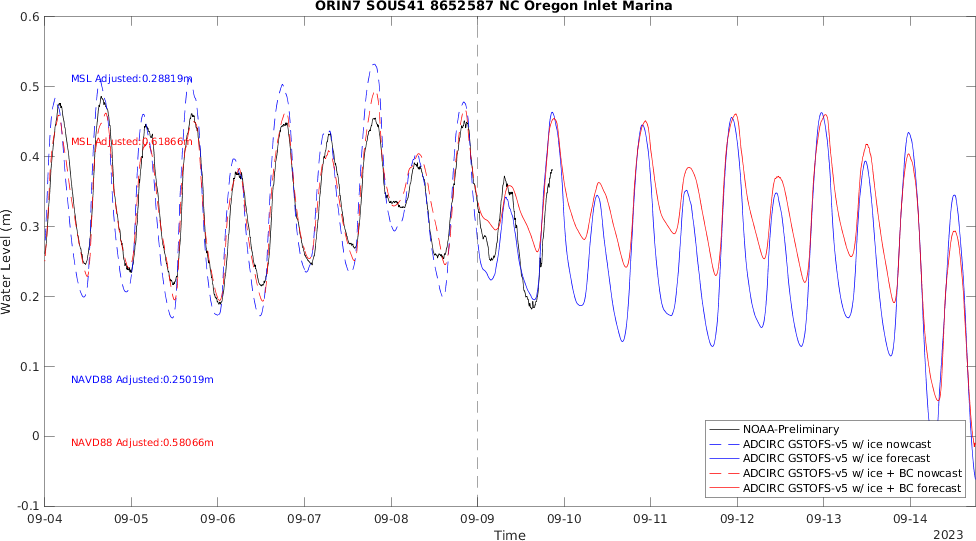 ORIN7 SOUS41 8652587 NC Oregon Inlet Marina
0.6
0.5
0.4
0.3
0.2
0.1
0
-0.1
Water Level (m)
MSL Adjusted:0.28819m
MSL Adjusted:0.61866m
NAVD88 Adjusted:0.25019m
NAVD88 Adjusted:0.58066m
NOAA-Preliminary
ADCIRC GSTOFS-v5 w/ ice nowcast
ADCIRC GSTOFS-v5 w/ ice forecast
ADCIRC GSTOFS-v5 w/ ice + BC nowcast
ADCIRC GSTOFS-v5 w/ ice + BC forecast
09-04 09-05 09-06 09-07 09-08 09-09 09-10 09-11 09-12 09-13 09-14
Time
2023